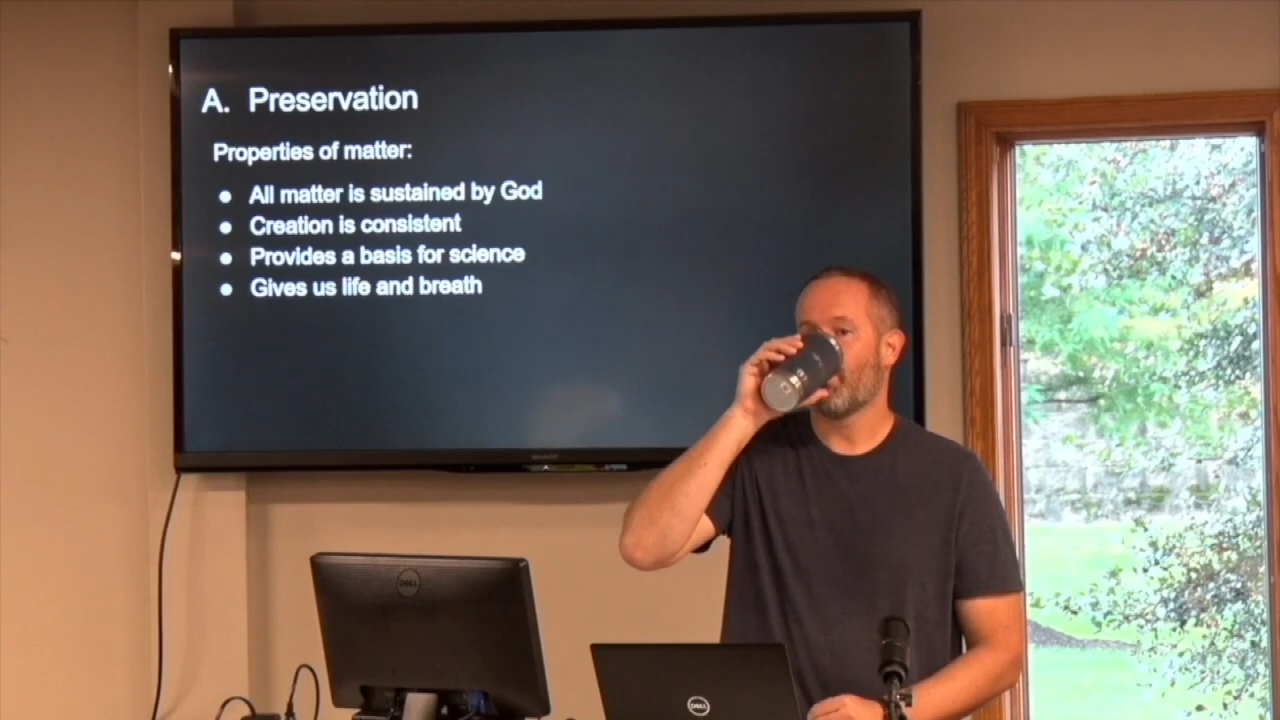 A. Preservation
Properties of matter:
● All matter is sustained by God
● Creation is consistent
● Provides a basis for science
● Gives us life and breath
SHARP
DELL
DELL